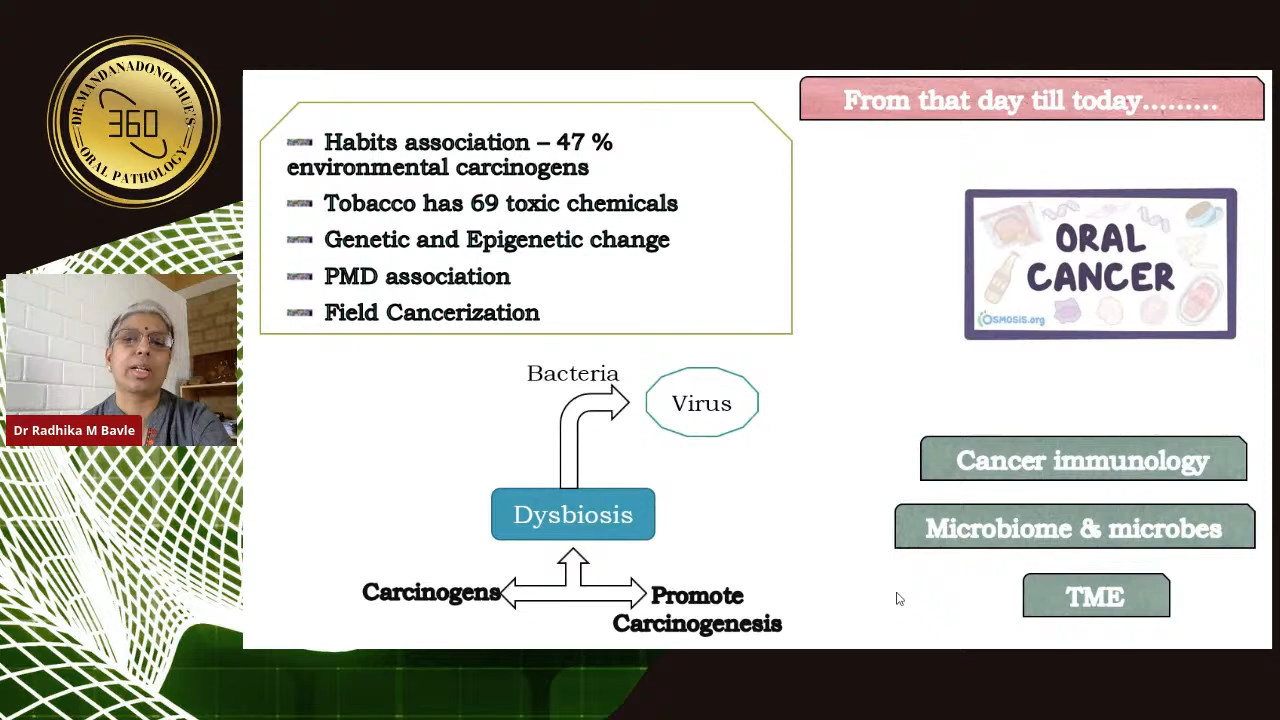 DR.MANDANADONOGHUE'S
360
ORAL PATHOLOGY
From that day till today.........
Habits association – 47 %
environmental carcinogens
Tobacco has 69 toxic chemicals
Genetic and Epigenetic change
PMD association
Field Cancerization
ORAL
CANCER
OSMOSIS.org
Bacteria
Virus
Dysbiosis
Carcinogens
Promote
Carcinogenesis
Cancer immunology
Microbiome & microbes
TME
Dr Radhika M Bavle